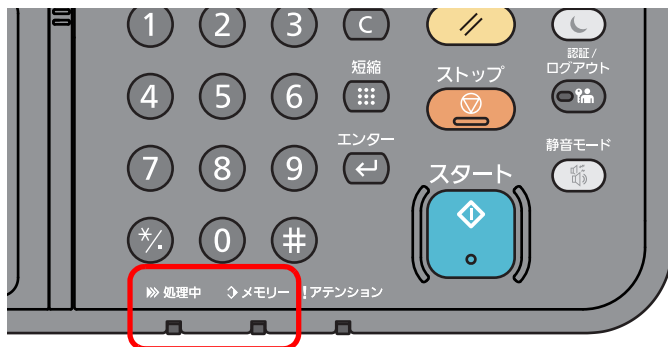 1 2 3 C
認証/
ログアウト
短縮
ストップ
4 5 6
エンター
静音モード
7 8 9
スタート
*/. 0 #
処理中 メモリー !アテンション